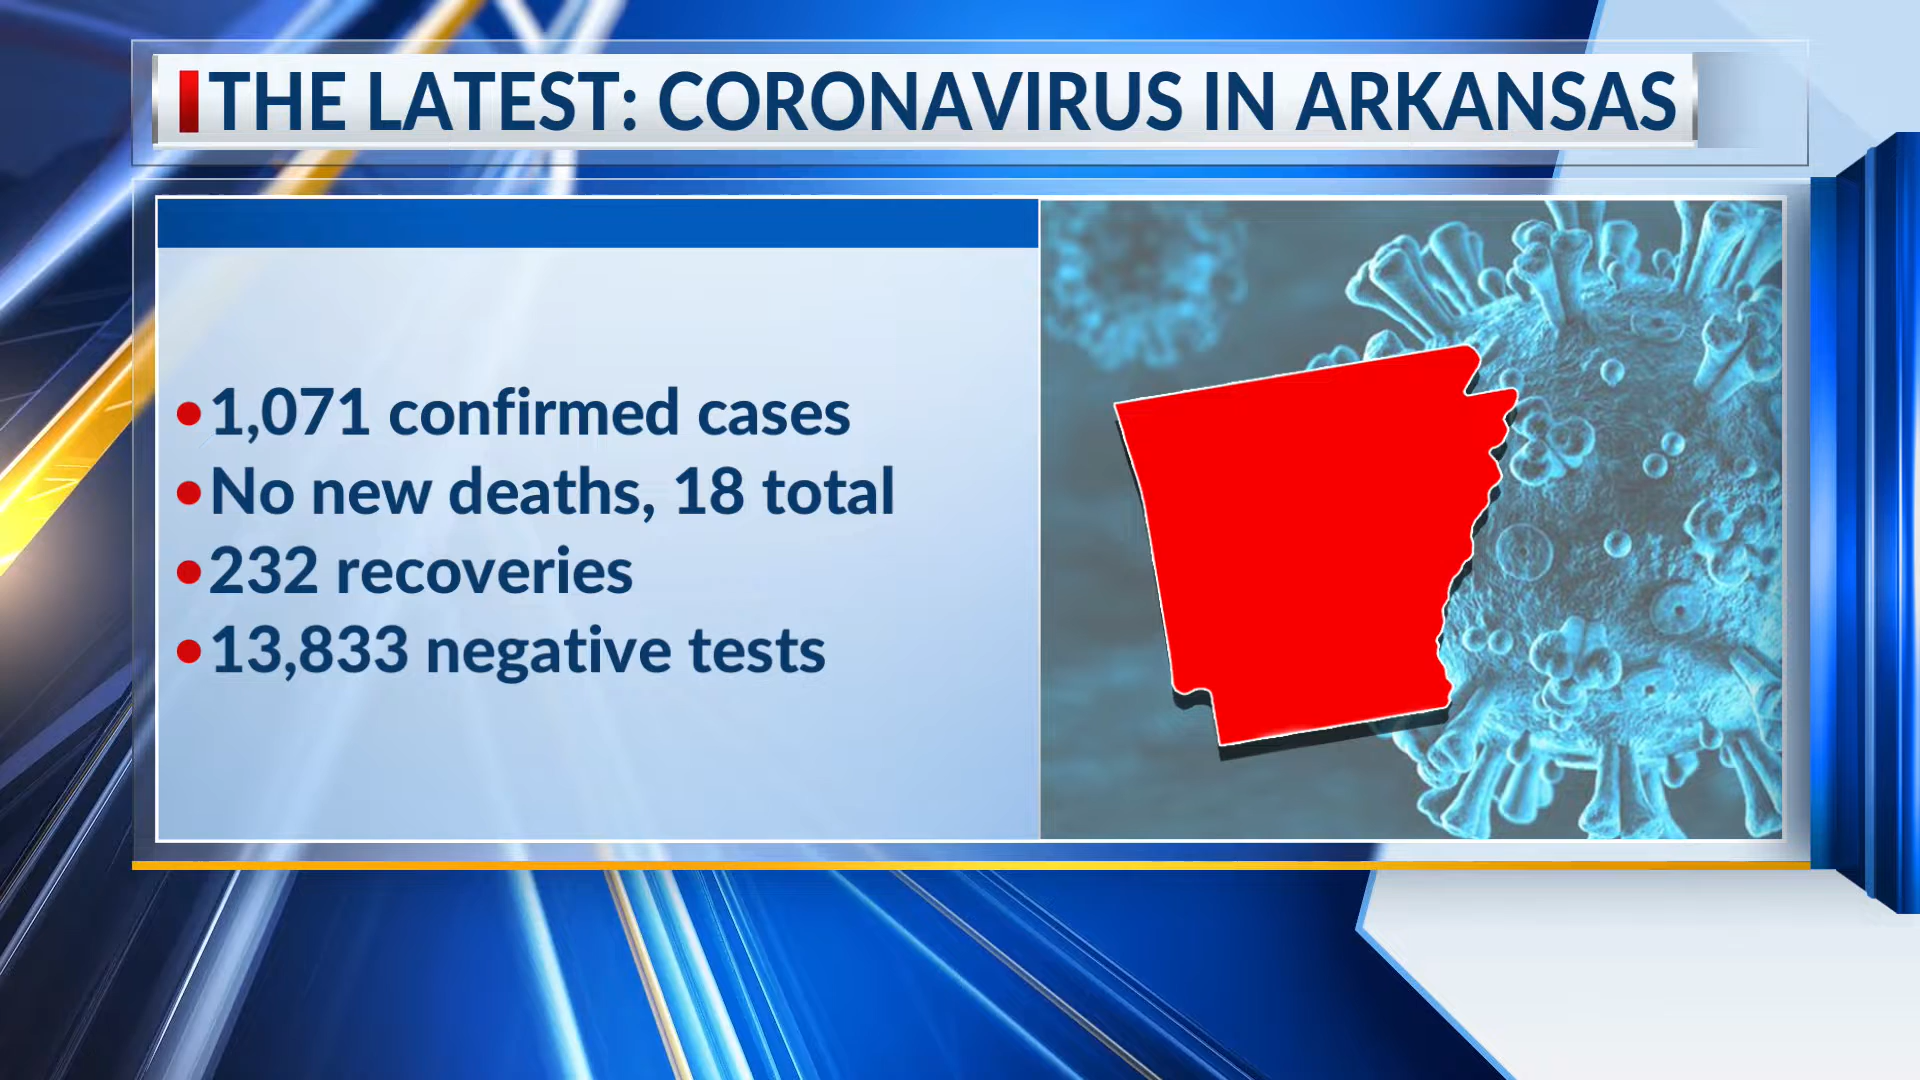 THE LATEST: CORONAVIRUS IN ARKANSAS
•1,071 confirmed cases
•No new deaths, 18 total
•232 recoveries
•13,833 negative tests